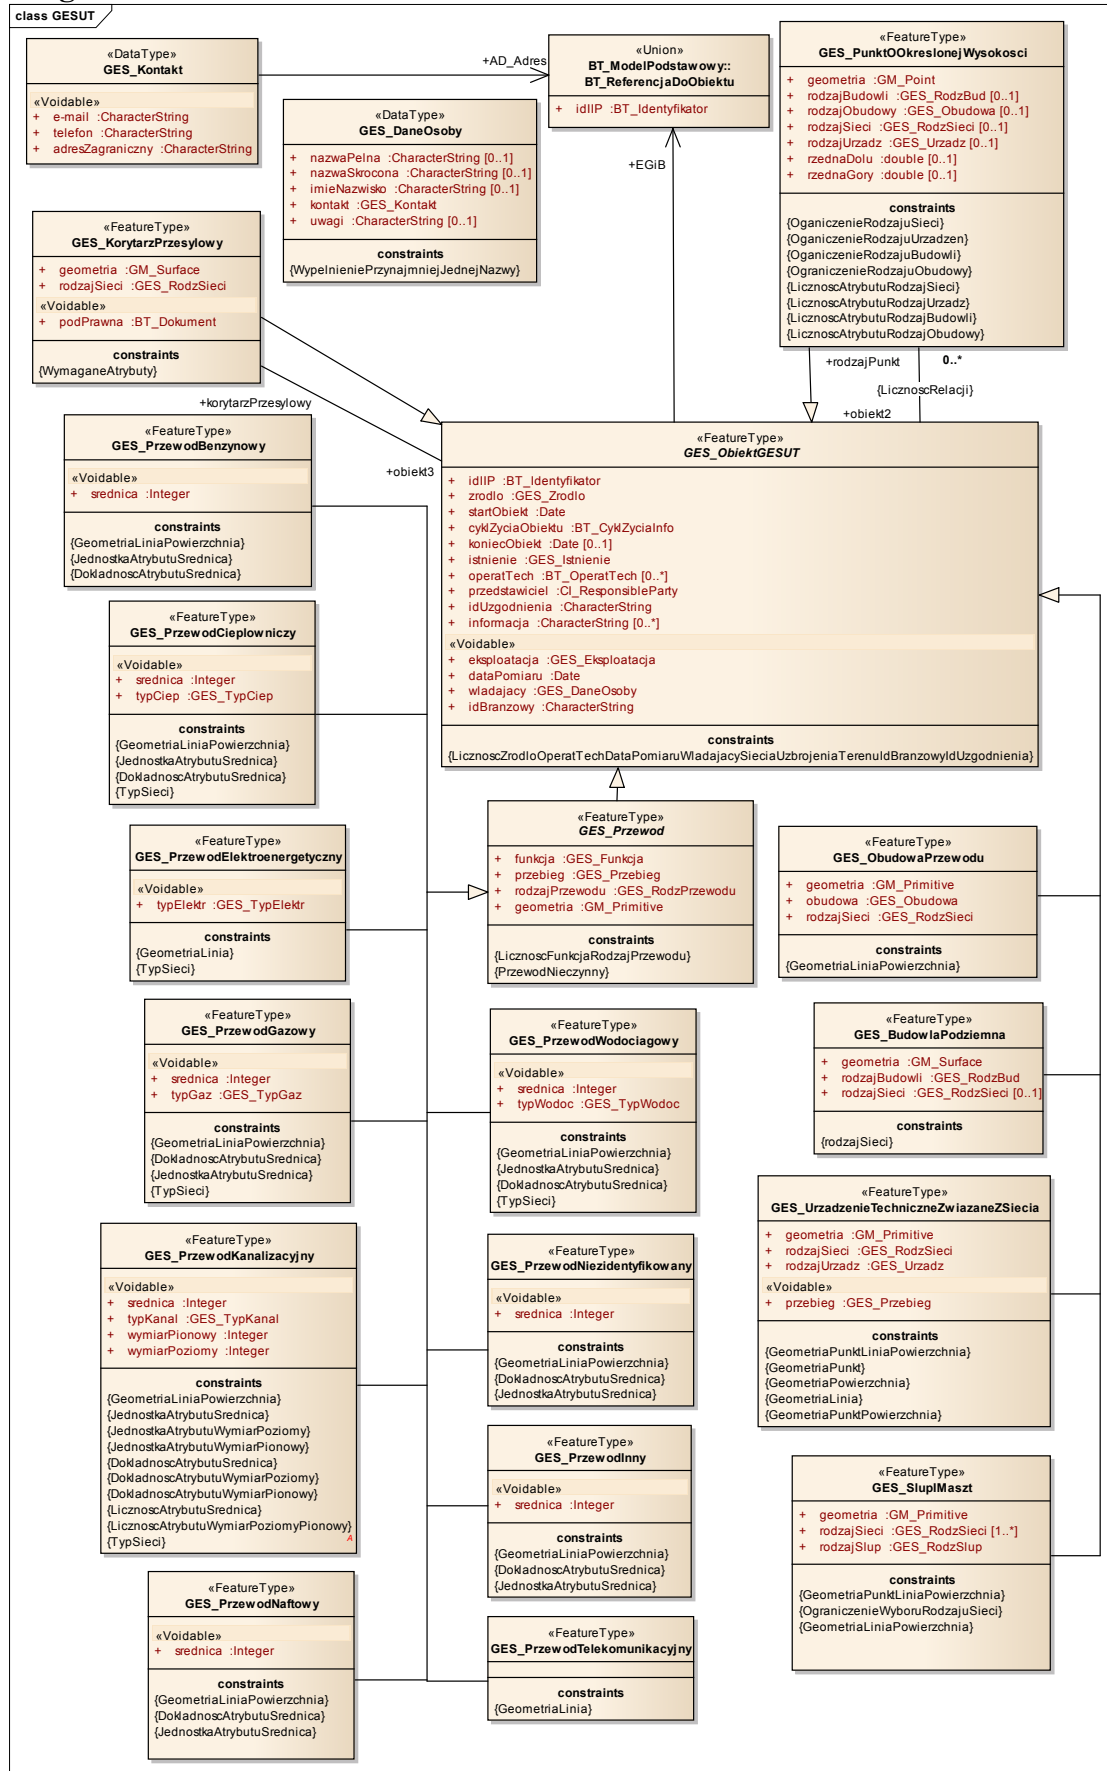 class GESUT
«DataType»
GES_Kontakt
«Voidable»
+ e-mail :CharacterString
+ telefon :CharacterString
+ adresZagraniczny :CharacterString
+AD_Adres
«Union»
BT_ModelPodstawowy::
BT_ReferencjaDoObiektu
+ idIIP :BT_Identyfikator
«FeatureType»
GES_PunktOOkreslonejWysokosci
+ geometria :GM_Point
+ rodzajBudowli :GES_RodzBud [0..1]
+ rodzajObudowy :GES_Obudowa [0..1]
+ rodzajSieci :GES_RodzSieci [0..1]
+ rodzajUrzadz :GES_Urzadz [0..1]
+ rzednaDolu :double [0..1]
+ rzednaGory :double [0..1]
constraints
{OganiczenieRodzajuSieci}
{OganiczenieRodzajuUrzadzen}
{OganiczenieRodzajuBudowli}
{OgraniczenieRodzajuObudowy}
{LicznoscAtrybutuRodzajSieci}
{LicznoscAtrybutuRodzajUrzadz}
{LicznoscAtrybutuRodzajBudowli}
{LicznoscAtrybutuRodzajObudowy}
«DataType»
GES_DaneOsoby
+ nazwaPelna :CharacterString [0..1]
+ nazwaSkrocona :CharacterString [0..1]
+ imieNazwisko :CharacterString [0..1]
+ kontakt :GES_Kontakt
+ uwagi :CharacterString [0..1]
constraints
{WypelnieniePrzynajmniejJednejNazwy}
+EGiB
«FeatureType»
GES_KorytarzPrzesylowy
+ geometria :GM_Surface
+ rodzajSieci :GES_RodzSieci
«Voidable»
+ podPrawna :BT_Dokument
constraints
{WymaganeAtrybuty}
+rodzajPunkt
0..*
{LicznoscRelacji}
+obiekt2
+korytarzPrzesylowy
+obiekt3
«FeatureType»
GES_PrzewodBenzynowy
«Voidable»
+ srednica :Integer
constraints
{GeometriaLiniaPowierzchnia}
{JednostkaAtrybutuSrednica}
{DokladnoscAtrybutuSrednica}
«FeatureType»
GES_ObiektGESUT
+ idIIP :BT_Identyfikator
+ zrodlo :GES_Zrodlo
+ startObiekt :Date
+ cyklZyciaObiektu :BT_CyklZyciaInfo
+ koniecObiekt :Date [0..1]
+ istnienie :GES_Istnienie
+ operatTech :BT_OperatTech [0..*]
+ przedstawiciel :CI_ResponsibleParty
+ idUzgodnienia :CharacterString
+ informacja :CharacterString [0..*]
«Voidable»
+ eksploatacja :GES_Eksploatacja
+ dataPomiaru :Date
+ wladajacy :GES_DaneOsoby
+ idBranzowy :CharacterString
constraints
{LicznoscZrodloOperatTechDataPomiaruWladajacySieciaUzbrojeniaTerenuIdBranzowyIdUzgodnienia}
«FeatureType»
GES_PrzewodCieplowniczy
«Voidable»
+ srednica :Integer
+ typCiep :GES_TypCiep
constraints
{GeometriaLiniaPowierzchnia}
{JednostkaAtrybutuSrednica}
{DokladnoscAtrybutuSrednica}
{TypSieci}
«FeatureType»
GES_Przewod
+ funkcja :GES_Funkcja
+ przebieg :GES_Przebieg
+ rodzajPrzewodu :GES_RodzPrzewodu
+ geometria :GM_Primitive
constraints
{LicznoscFunkcjaRodzajPrzewodu}
{PrzewodNieczynny}
«FeatureType»
GES_PrzewodElektroenergetyczny
«Voidable»
+ typElektr :GES_TypElektr
constraints
{GeometriaLinia}
{TypSieci}
«FeatureType»
GES_ObudowaPrzewodu
+ geometria :GM_Primitive
+ obudowa :GES_Obudowa
+ rodzajSieci :GES_RodzSieci
constraints
{GeometriaLiniaPowierzchnia}
«FeatureType»
GES_PrzewodGazowy
«Voidable»
+ srednica :Integer
+ typGaz :GES_TypGaz
constraints
{GeometriaLiniaPowierzchnia}
{DokladnoscAtrybutuSrednica}
{JednostkaAtrybutuSrednica}
{TypSieci}
«FeatureType»
GES_PrzewodWodociagowy
«Voidable»
+ srednica :Integer
+ typWodoc :GES_TypWodoc
constraints
{GeometriaLiniaPowierzchnia}
{JednostkaAtrybutuSrednica}
{DokladnoscAtrybutuSrednica}
{TypSieci}
«FeatureType»
GES_BudowlaPodziemna
+ geometria :GM_Surface
+ rodzajBudowli :GES_RodzBud
+ rodzajSieci :GES_RodzSieci [0..1]
constraints
{rodzajSieci}
«FeatureType»
GES_UrzadzenieTechniczneZwiazaneZSiecia
+ geometria :GM_Primitive
+ rodzajSieci :GES_RodzSieci
+ rodzajUrzadz :GES_Urzadz
«Voidable»
+ przebieg :GES_Przebieg
constraints
{GeometriaPunktLiniaPowierzchnia}
{GeometriaPunkt}
{GeometriaPowierzchnia}
{GeometriaLinia}
{GeometriaPunktPowierzchnia}
«FeatureType»
GES_PrzewodKanalizacyjny
«Voidable»
+ srednica :Integer
+ typKanal :GES_TypKanal
+ wymiarPionowy :Integer
+ wymiarPoziomy :Integer
constraints
{GeometriaLiniaPowierzchnia}
{JednostkaAtrybutuSrednica}
{JednostkaAtrybutuWymiarPoziomy}
{JednostkaAtrybutuWymiarPionowy}
{DokladnoscAtrybutuSrednica}
{DokladnoscAtrybutuWymiarPoziomy}
{DokladnoscAtrybutuWymiarPionowy}
{LicznoscAtrybutuSrednica}
{LicznoscAtrybutuWymiarPoziomyPionowy}
{TypSieci}
A
«FeatureType»
GES_PrzewodNiezidentyfikowany
«Voidable»
+ srednica :Integer
constraints
{GeometriaLiniaPowierzchnia}
{DokladnoscAtrybutuSrednica}
{JednostkaAtrybutuSrednica}
«FeatureType»
GES_PrzewodInny
«Voidable»
+ srednica :Integer
constraints
{GeometriaLiniaPowierzchnia}
{DokladnoscAtrybutuSrednica}
{JednostkaAtrybutuSrednica}
«FeatureType»
GES_SlupIMaszt
+ geometria :GM_Primitive
+ rodzajSieci :GES_RodzSieci [1..*]
+ rodzajSlup :GES_RodzSlup
constraints
{GeometriaPunktLiniaPowierzchnia}
{OgraniczenieWyboruRodzajuSieci}
{GeometriaLiniaPowierzchnia}
«FeatureType»
GES_PrzewodNaftowy
«Voidable»
+ srednica :Integer
constraints
{GeometriaLiniaPowierzchnia}
{DokladnoscAtrybutuSrednica}
{JednostkaAtrybutuSrednica}
«FeatureType»
GES_PrzewodTelekomunikacyjny
constraints
{GeometriaLinia}